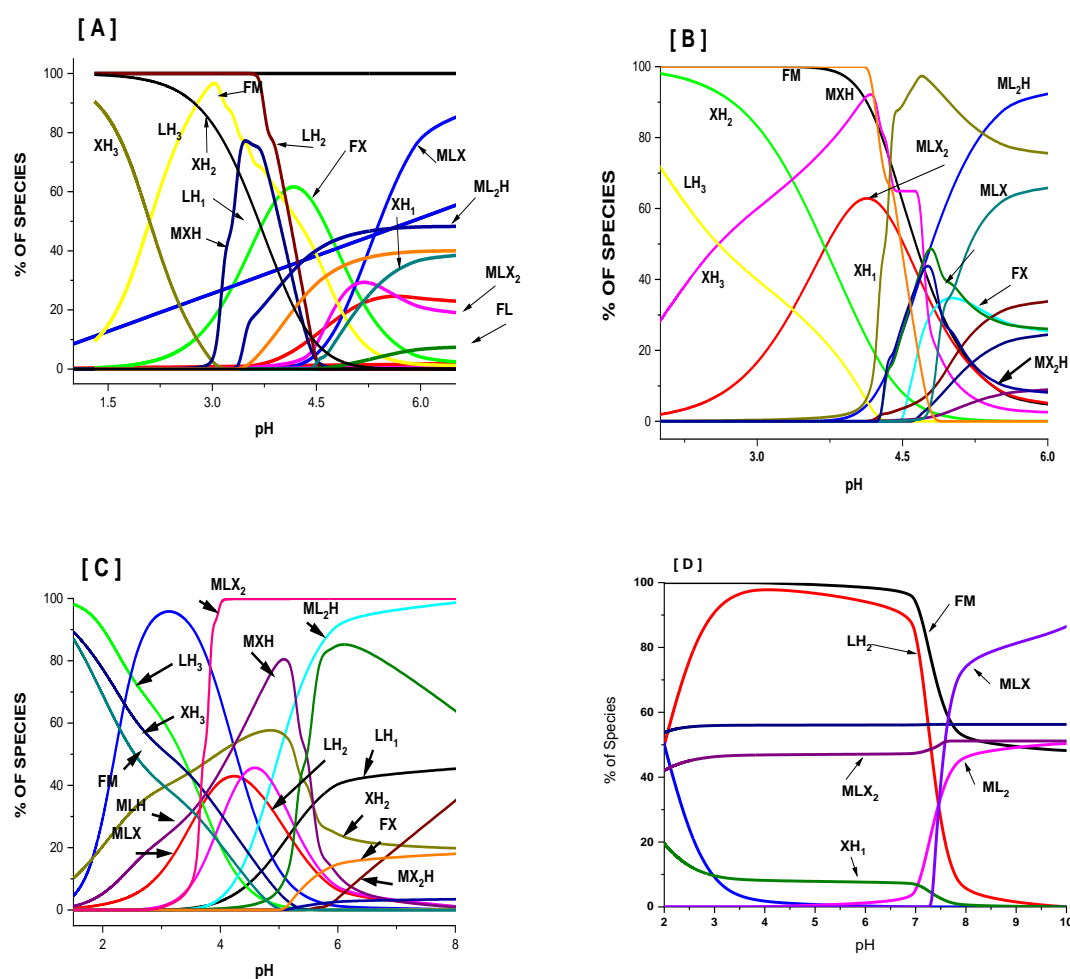 [ A ]
% OF SPECIES
100
80
60
40
20
0
FM
LH3
XH3
XH2
LH2
FX
MLX
LH1
ML2H
XH1
MXH
MLX2
FL
1.5
3.0
4.5
6.0
pH
[ B ]
% OF SPECIES
100
80
60
40
20
0
FM
ML2H
MXH
XH2
MLX2
LH3
MLX
XH1
XH3
FX
MX2H
3.0
4.5
6.0
pH
[ C ]
% OF SPECIES
100
80
60
40
20
0
MLX2
ML2H
MXH
LH3
XH3
LH2
LH1
FM
XH2
MLH
FX
MLX
MX2H
2
4
6
8
pH
[ D ]
% of Species
100
80
60
40
20
0
FM
LH2
MLX
MLX2
ML2
XH1
2
3
4
5
6
7
8
9
10
pH